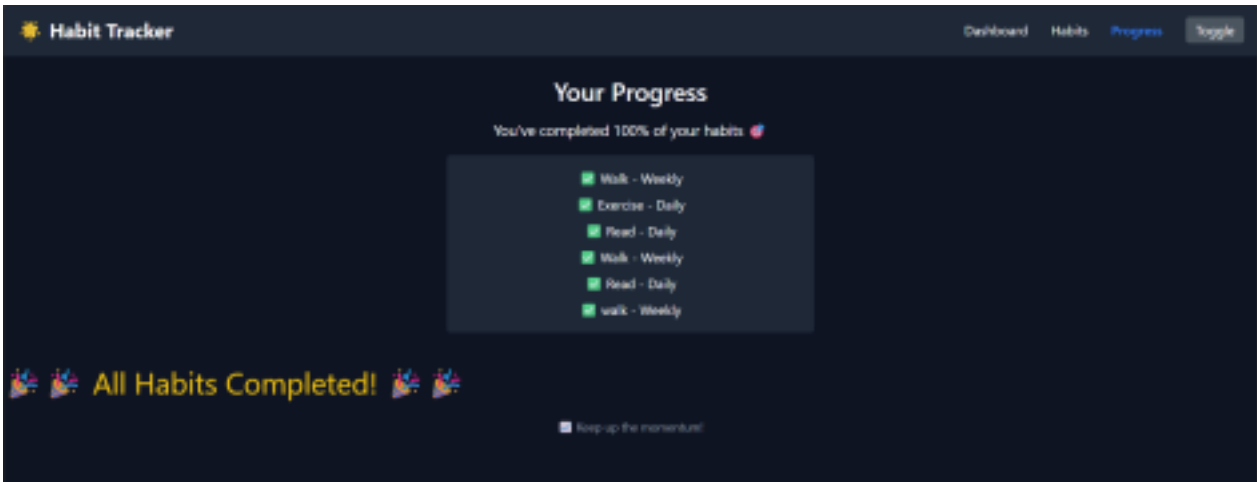 Habit Tracker
Dashboard Habits Progress Toggle
Your Progress
You've completed 100% of your habits 🎯
✅ Walk - Weekly
✅ Exercise - Daily
✅ Read - Daily
✅ Walk - Weekly
✅ Read - Daily
✅ walk - Weekly
🎉 🎉 All Habits Completed! 🎉 🎉
Keep up the momentum!